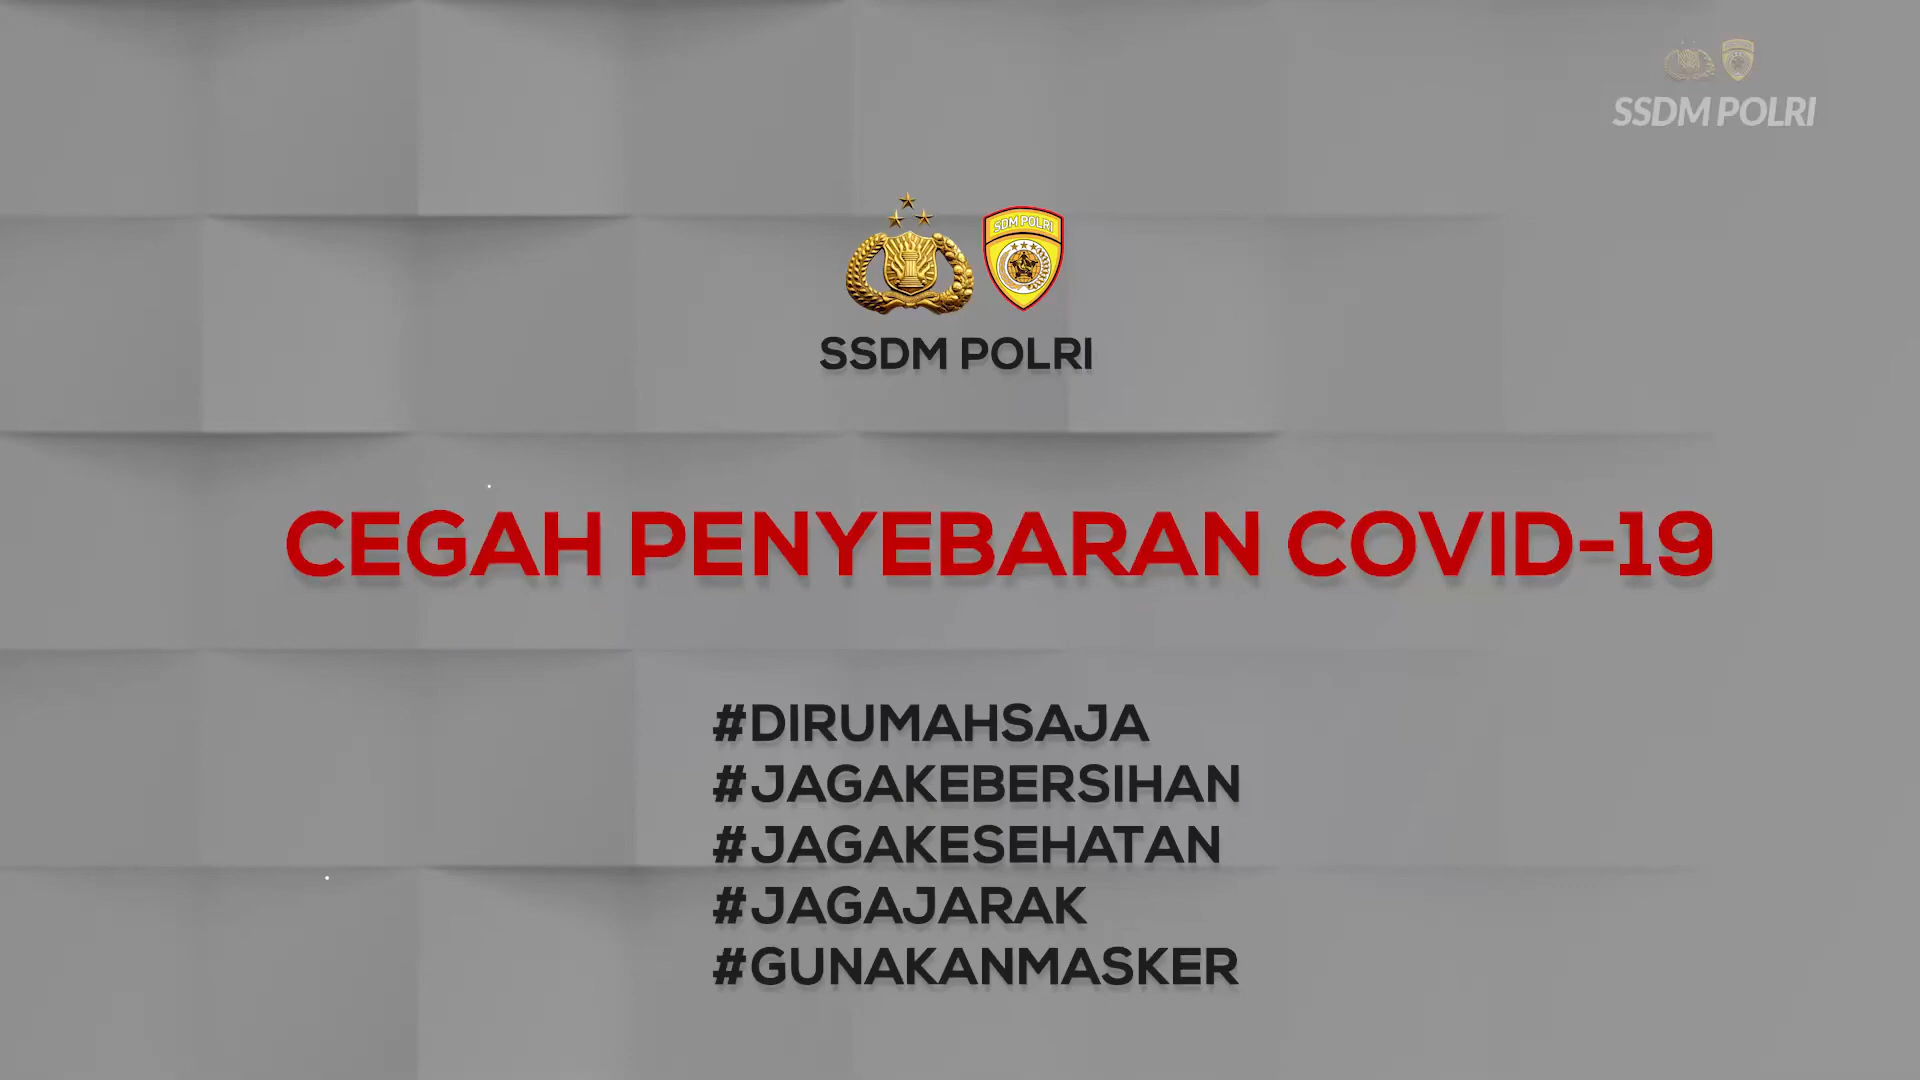 SSDM POLRI
SDM POLRI
SSDM POLRI
CEGAH PENYEBARAN COVID-19
#DIRUMAHSAJA
#JAGAKEBERSIHAN
#JAGAKESEHATAN
#JAGAJARAK
#GUNAKANMASKER